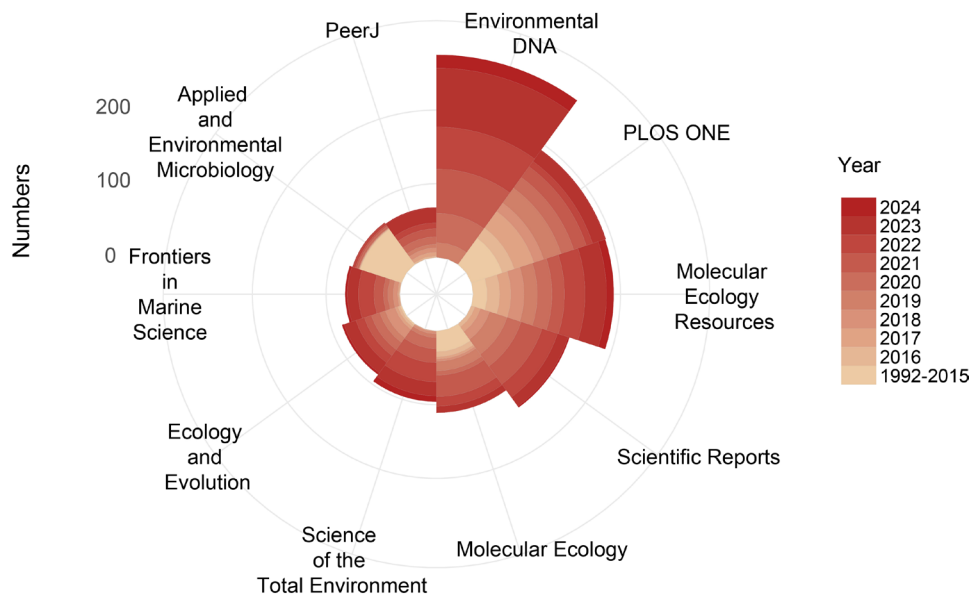 PeerJ
Environmental
DNA
Applied
and
Environmental
Microbiology
200
100
0
Numbers
PLOS ONE
Frontiers
in
Marine
Science
Molecular
Ecology
Resources
Ecology
and
Evolution
Scientific Reports
Science
of the
Total Environment
Molecular Ecology
Year
2024
2023
2022
2021
2020
2019
2018
2017
2016
1992-2015